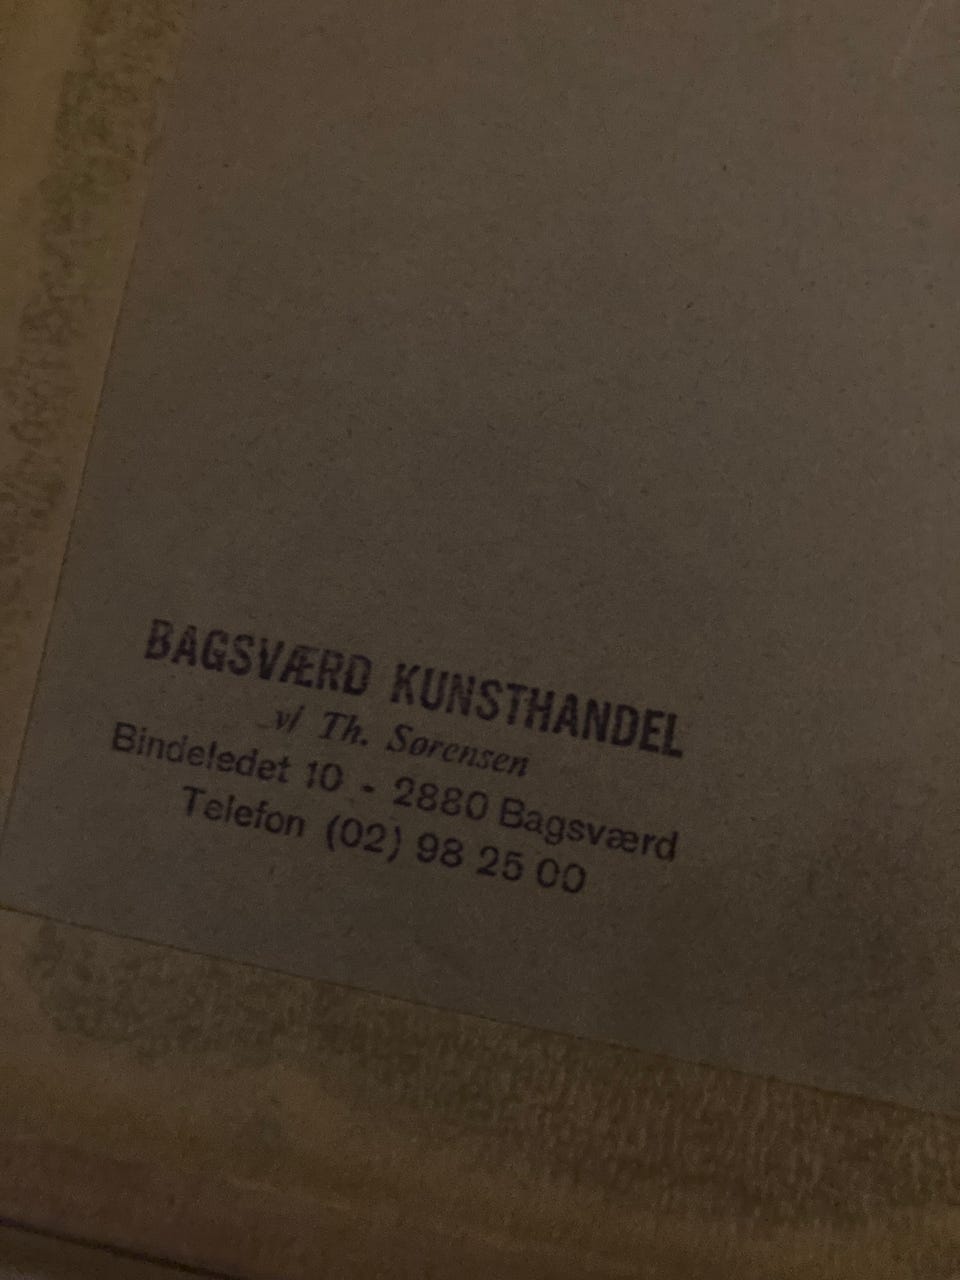 BAGSVÆRD KUNSTHANDEL
v/ Th. Sørensen
Bindeledet 10 - 2880 Bagsværd
Telefon (02) 98 25 00